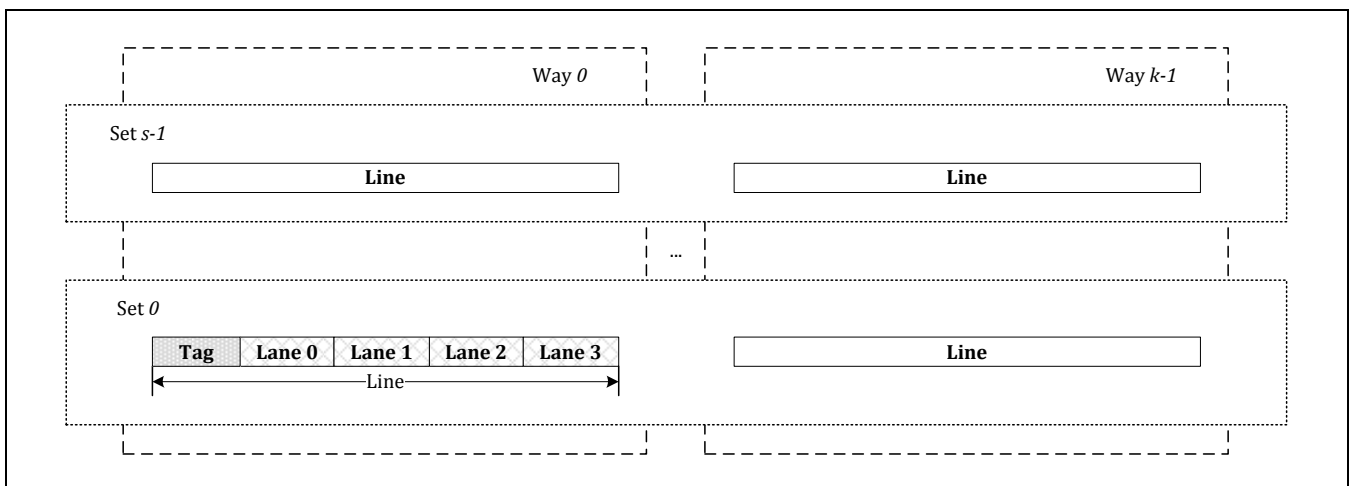 Way 0
Way k-1
Set s-1
Line
Line
...
Set 0
Tag Lane 0 Lane 1 Lane 2 Lane 3
Line
Line